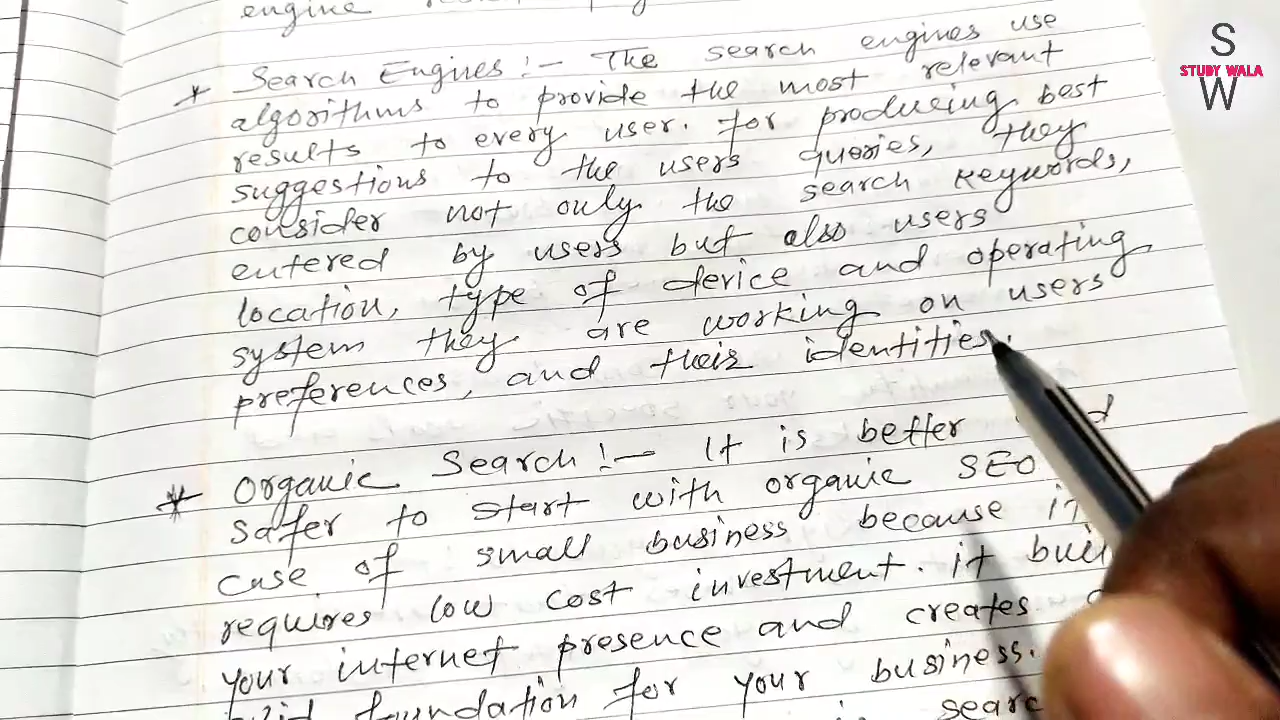 engine
* Search Engines :- The search engines use
algorithms to provide the most relevant
results to every user. for producing best
suggestions to the users queries, they
consider not only the search keywords,
entered by users but also users
location, type of device and operating
system they are working on users
preferences, and their identities.
* Organic Search :- It is better
safer to start with organic SEO
case of small business because it
requires low cost investment. it
your internet presence and creates
foundation for your business.
searc
S
STUDY WALA
W